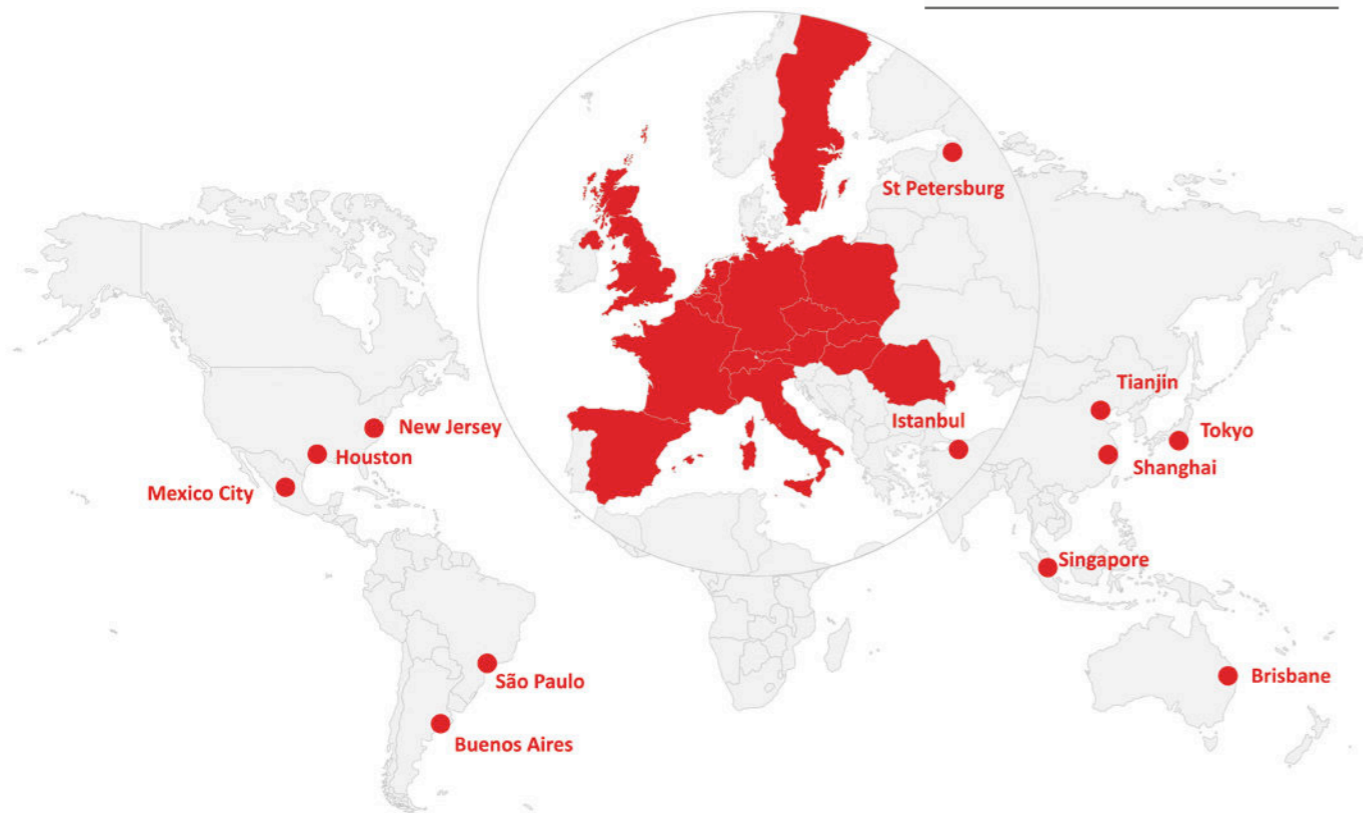 St Petersburg
Tianjin
Istanbul
New Jersey
Tokyo
Houston
Shanghai
Mexico City
Singapore
São Paulo
Brisbane
Buenos Aires